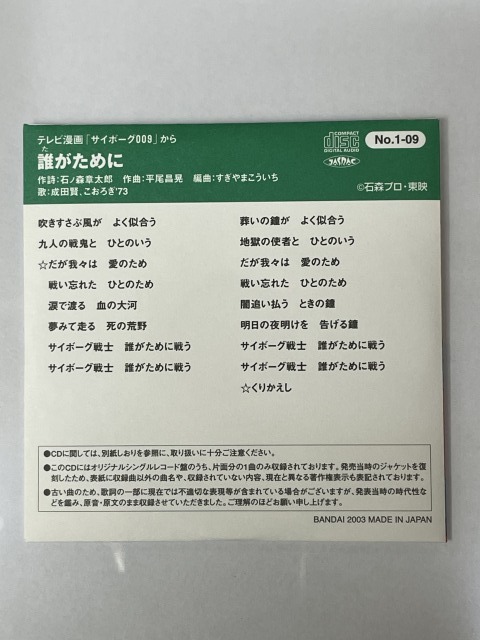 テレビ漫画「サイボーグ009」から
た
誰がために
作詩：石ノ森章太郎　作曲：平尾昌晃　編曲：すぎやまこういち
歌：成田賢、こおろぎ'73
COMPACT
disc
DIGITAL AUDIO
JASRAC
No.1-09
©石森プロ・東映
吹きすさぶ風が　よく似合う
九人の戦鬼と　ひとのいう
☆だが我々は　愛のため
戦い忘れた　ひとのため
涙で渡る　血の大河
夢みて走る　死の荒野
サイボーグ戦士　誰がために戦う
サイボーグ戦士　誰がために戦う
葬いの鐘が　よく似合う
地獄の使者と　ひとのいう
だが我々は　愛のため
戦い忘れた　ひとのため
闇追い払う　ときの鐘
明日の夜明けを　告げる鐘
サイボーグ戦士　誰がために戦う
サイボーグ戦士　誰がために戦う
☆くりかえし
●CDに関しては、別紙しおりを参照に、取り扱いに十分ご注意ください。
●このCDにはオリジナルシングルレコード盤のうち、片面分の1曲のみ収録されております。発売当時のジャケットを復
刻したため、表紙に収録曲以外の曲名や、収録されていない内容、現在と異なる著作権表示も表記されております。
●古い曲のため、歌詞の一部に現在では不適切な表現等が含まれている場合がございますが、発表当時の時代性な
どを鑑み、原音・原文のまま収録させていただきました。ご理解のほどお願い申し上げます。
BANDAI 2003 MADE IN JAPAN